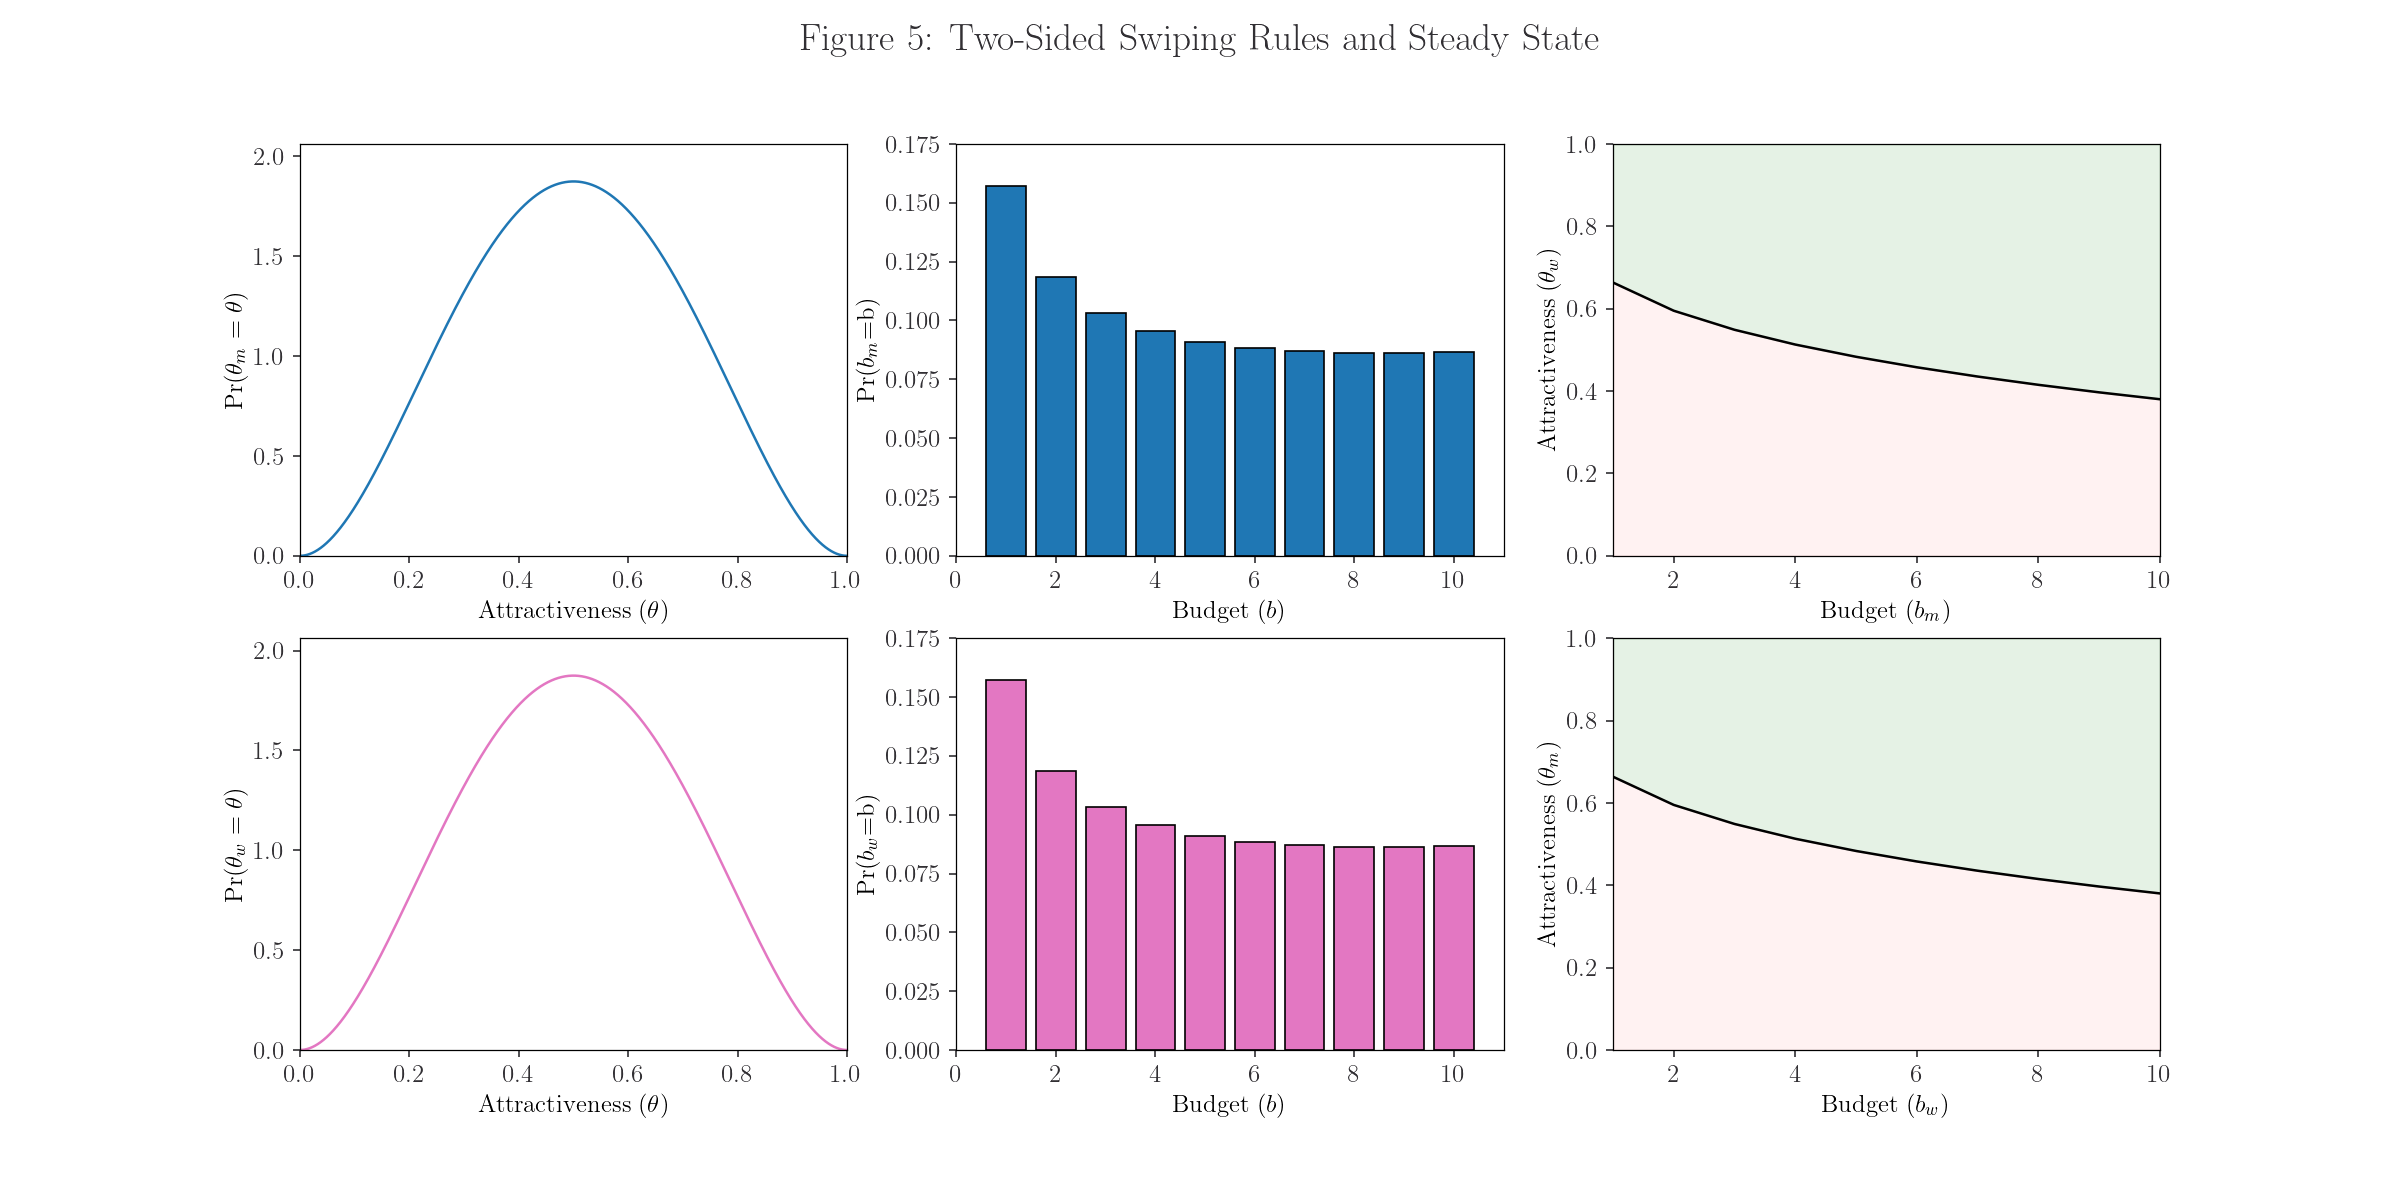 Figure 5: Two-Sided Swiping Rules and Steady State
Pr(θ_m = θ)
2.0
1.5
1.0
0.5
0.0
0.0 0.2 0.4 0.6 0.8 1.0
Attractiveness (θ)
Pr(b_m=b)
0.175
0.150
0.125
0.100
0.075
0.050
0.025
0.000
0 2 4 6 8 10
Budget (b)
Attractiveness (θ_w)
1.0
0.8
0.6
0.4
0.2
0.0
2 4 6 8 10
Budget (b_m)
Pr(θ_w = θ)
2.0
1.5
1.0
0.5
0.0
0.0 0.2 0.4 0.6 0.8 1.0
Attractiveness (θ)
Pr(b_w=b)
0.175
0.150
0.125
0.100
0.075
0.050
0.025
0.000
0 2 4 6 8 10
Budget (b)
Attractiveness (θ_m)
1.0
0.8
0.6
0.4
0.2
0.0
2 4 6 8 10
Budget (b_w)